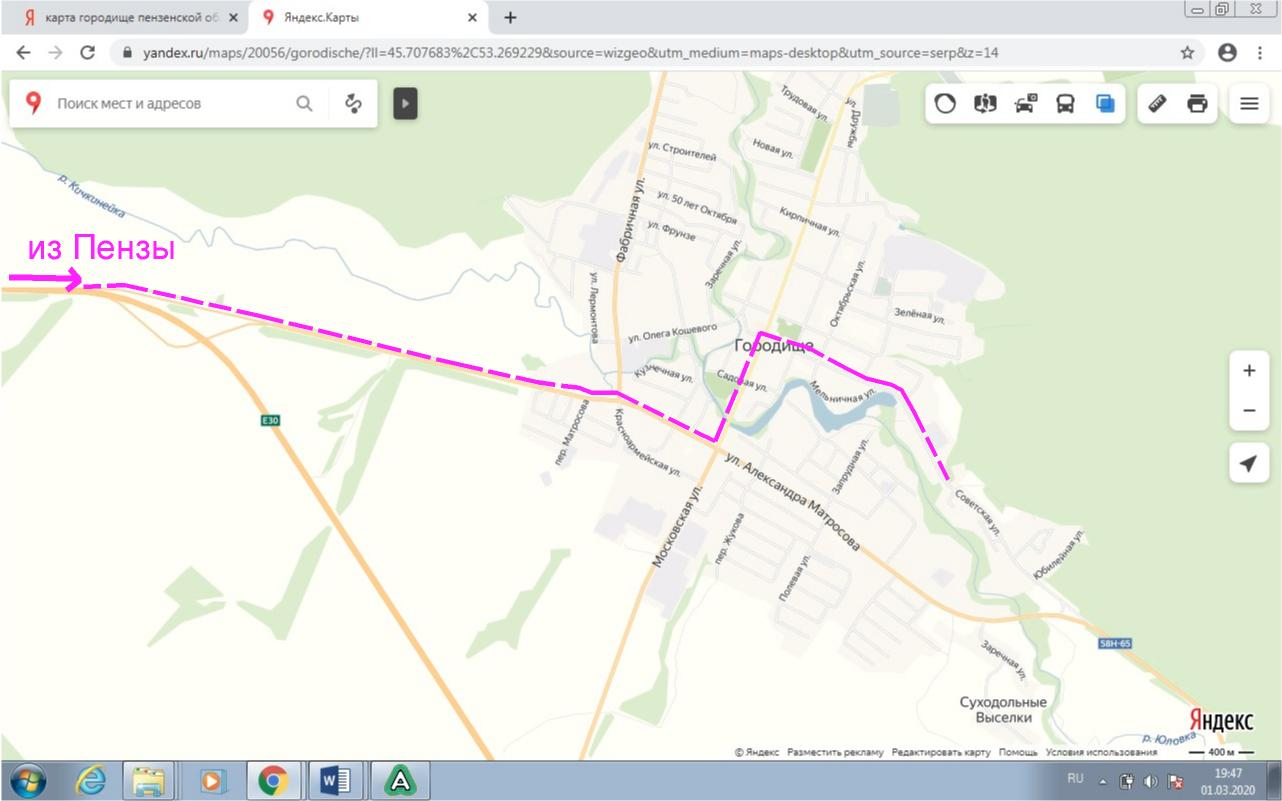 карта городище пензенской об
Яндекс.Карты
yandex.ru/maps/20056/gorodische/?ll=45.707683%2C53.269229&source=wizgeo&utm_medium=maps-desktop&utm_source=serp&z=14
Поиск мест и адресов
Трудовая ул.
ул. Дружбы
Новая ул.
ул. Строителей
р. Кичкинейка
Фабричная ул.
ул. 50 лет Октября
Кирпичная ул.
ул. Фрунзе
из Пензы
Заречная ул.
Октябрьская ул.
ул. Лермонтова
Зелёная ул.
ул. Олега Кошевого
Городище
Кузнечная ул.
Садовая ул.
Мельничная ул.
E30
пер. Матросова
Красноармейская ул.
ул. Александра Матросова
Запрудная ул.
Московская ул.
пер. Жукова
Полевая ул.
Советская ул.
Юбилейная ул.
58Н-65
Заречная ул.
Суходольные
Выселки
р. Юловка
Яндекс
© Яндекс Разместить рекламу Редактировать карту Помощь Условия использования 400 м
RU
19:47
01.03.2020